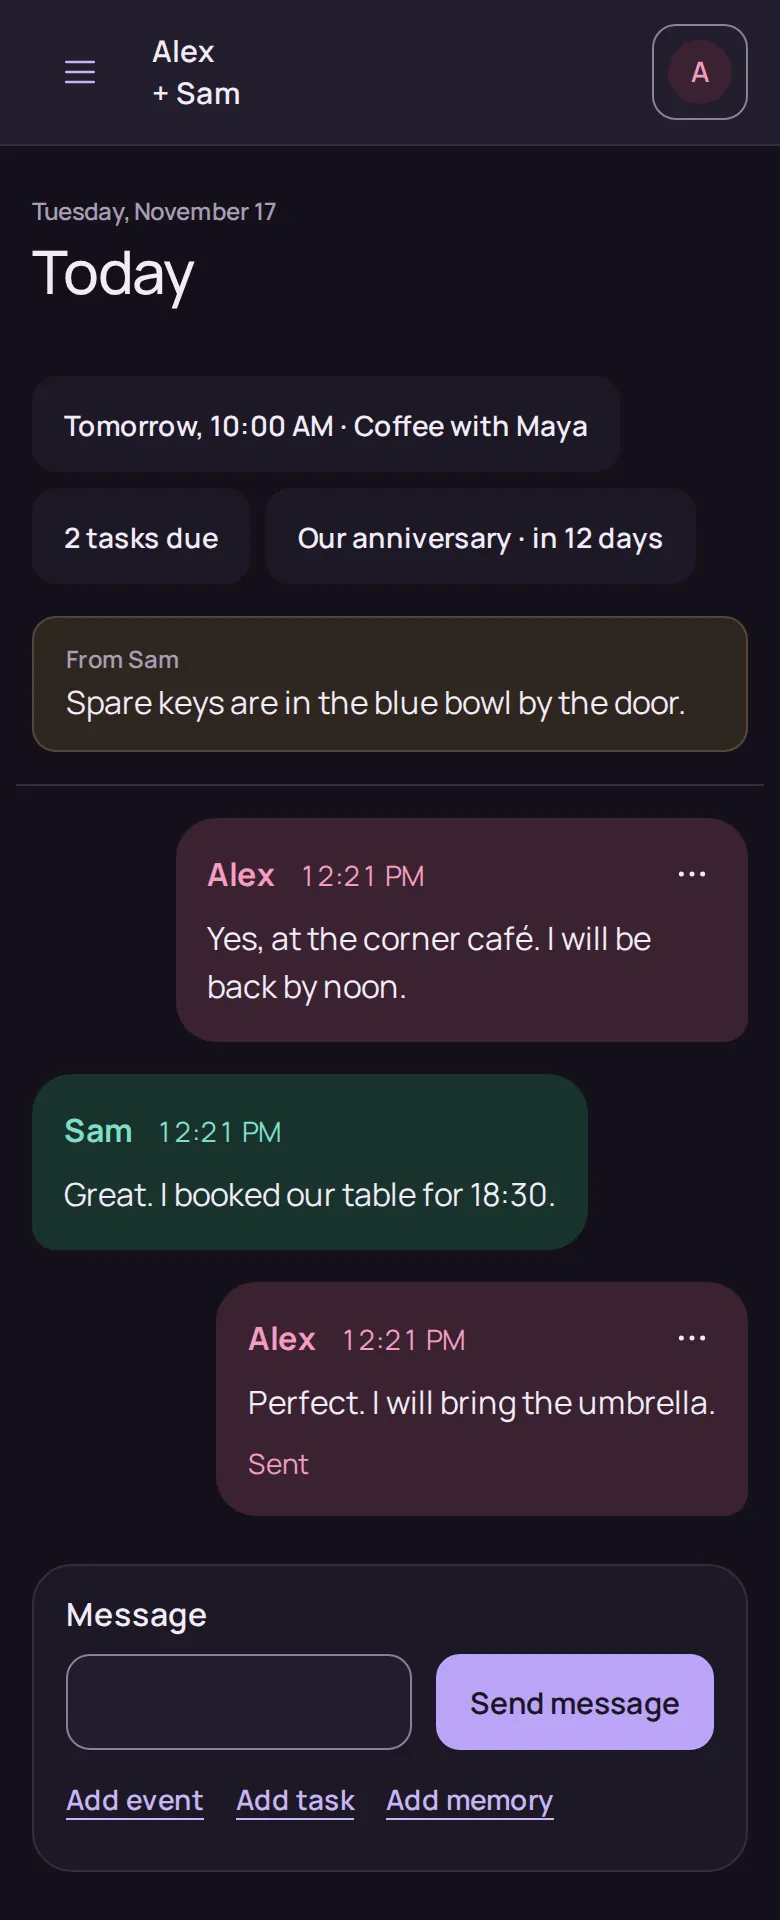 Alex
+ Sam
A
Tuesday, November 17
Today
Tomorrow, 10:00 AM · Coffee with Maya
2 tasks due
Our anniversary · in 12 days
From Sam
Spare keys are in the blue bowl by the door.
Alex 12:21 PM
Yes, at the corner café. I will be
back by noon.
Sam 12:21 PM
Great. I booked our table for 18:30.
Alex 12:21 PM
Perfect. I will bring the umbrella.
Sent
Message
Send message
Add event Add task Add memory